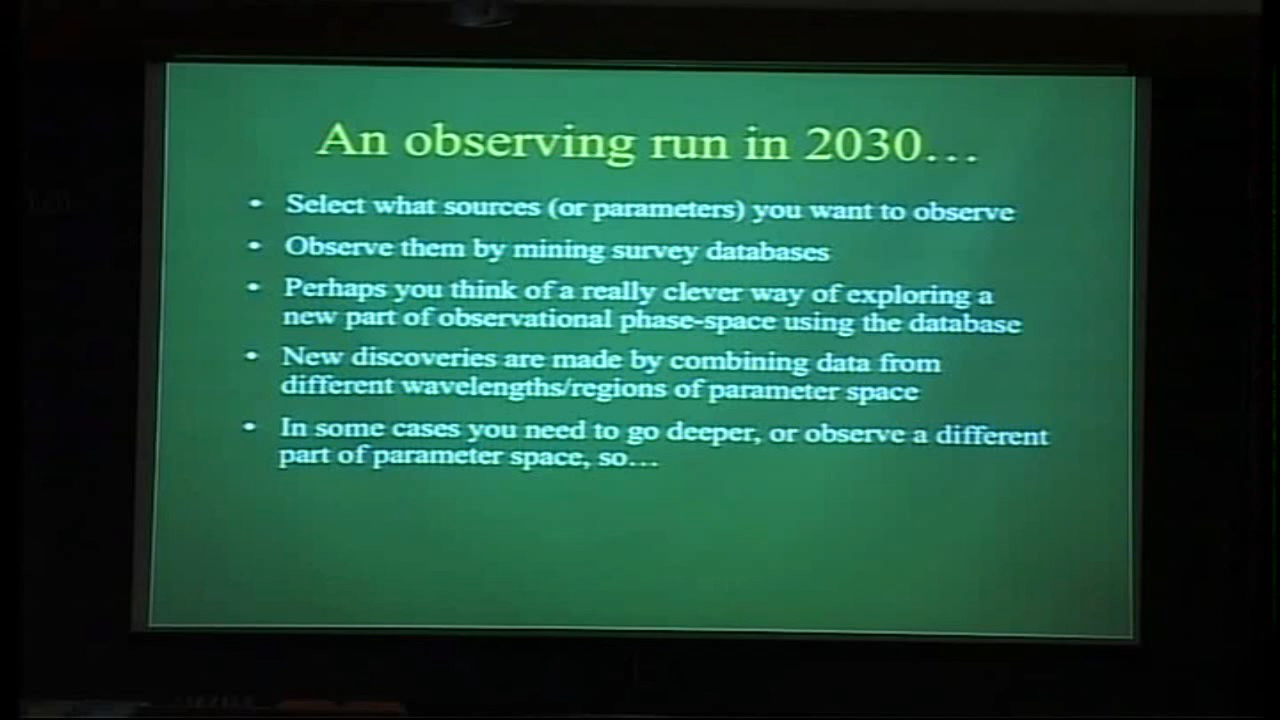 An observing run in 2030…
• Select what sources (or parameters) you want to observe
• Observe them by mining survey databases
• Perhaps you think of a really clever way of exploring a
new part of observational phase-space using the database
• New discoveries are made by combining data from
different wavelengths/regions of parameter space
• In some cases you need to go deeper, or observe a different
part of parameter space, so…